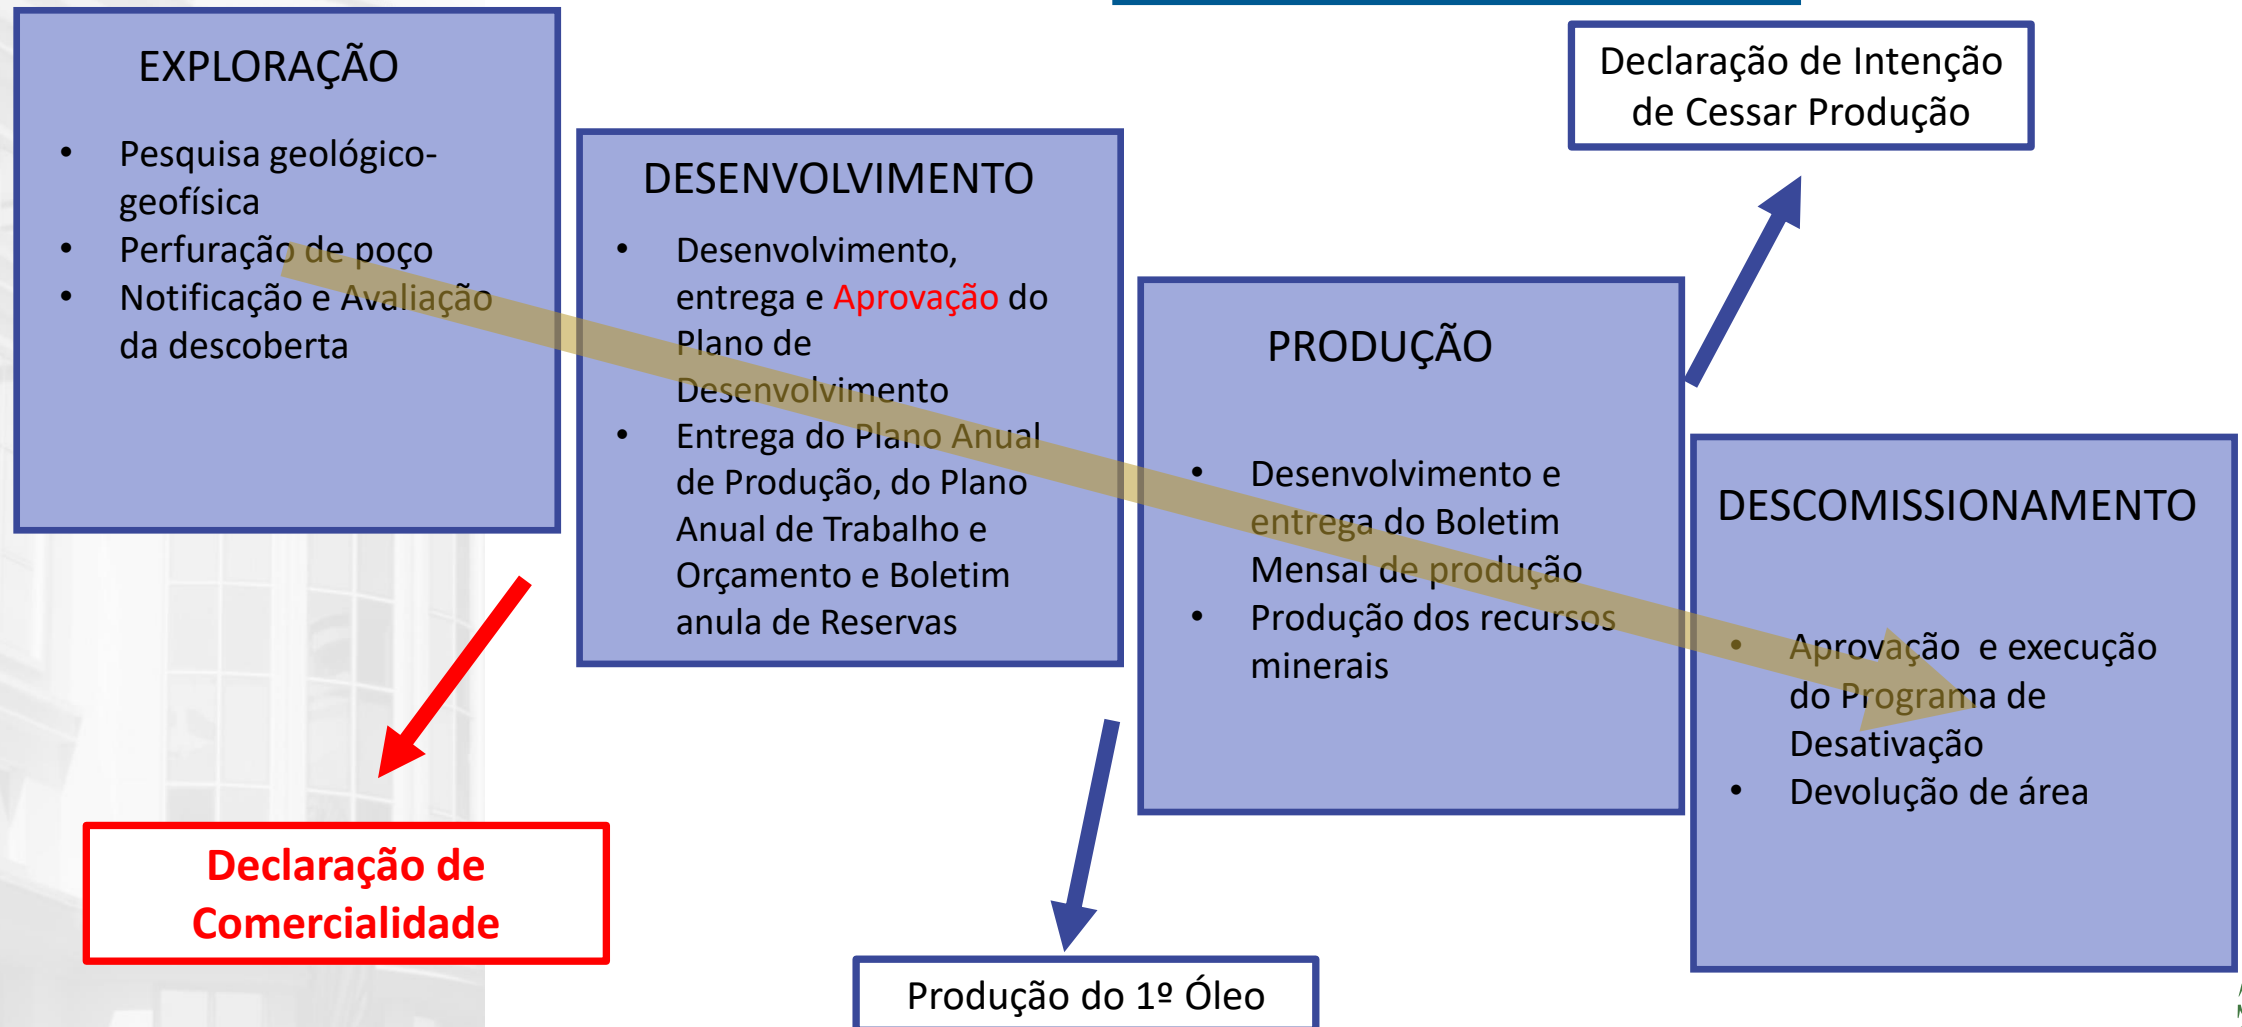 EXPLORAÇÃO
• Pesquisa geológico-
geofísica
• Perfuração de poço
• Notificação e Avaliação
da descoberta
DESENVOLVIMENTO
• Desenvolvimento,
entrega e Aprovação do
Plano de
Desenvolvimento
• Entrega do Plano Anual
de Produção, do Plano
Anual de Trabalho e
Orçamento e Boletim
anula de Reservas
PRODUÇÃO
• Desenvolvimento e
entrega do Boletim
Mensal de produção
• Produção dos recursos
minerais
DESCOMISSIONAMENTO
• Aprovação e execução
do Programa de
Desativação
• Devolução de área
Declaração de Intenção
de Cessar Produção
Declaração de
Comercialidade
Produção do 1º Óleo